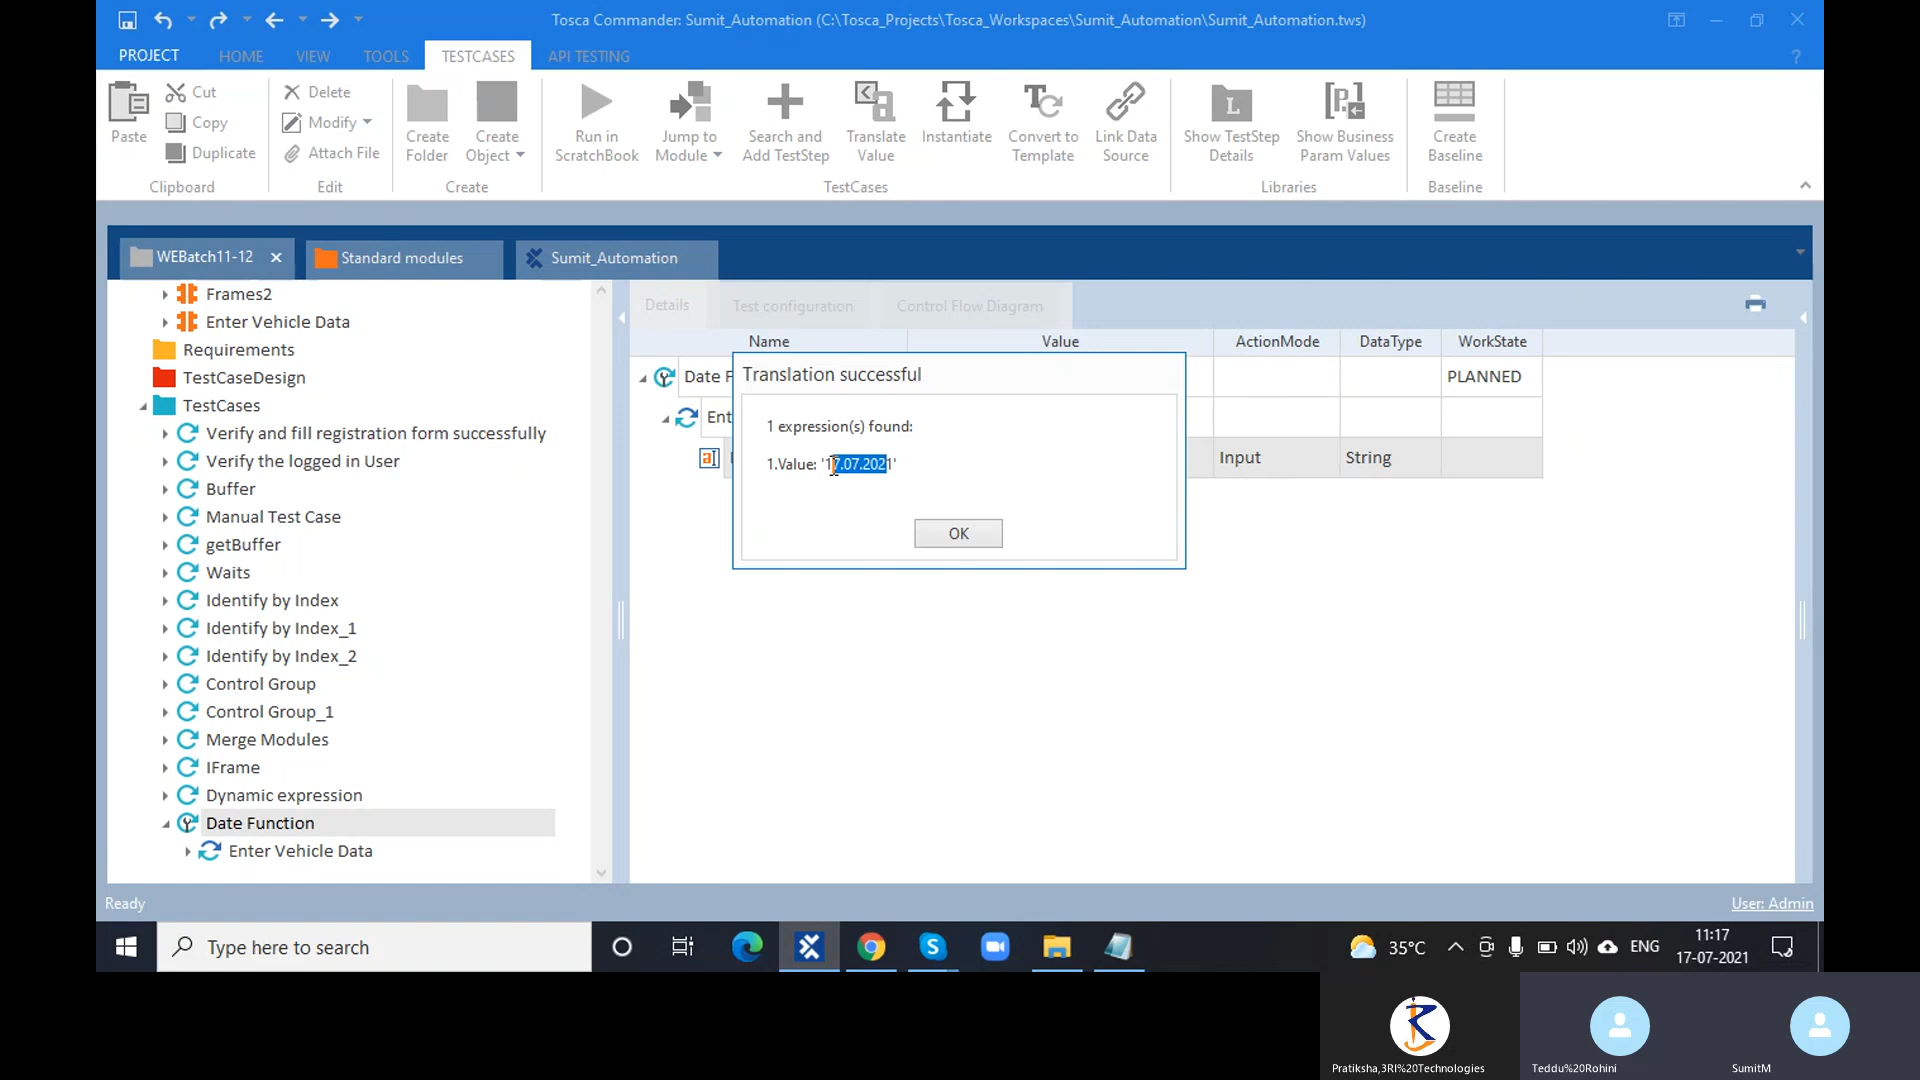 Tosca Commander: Sumit_Automation (C:\Tosca_Projects\Tosca_Workspaces\Sumit_Automation\Sumit_Automation.tws)
PROJECT HOME VIEW TOOLS TESTCASES API TESTING
?
Paste
Cut
Copy
Duplicate
Clipboard
Delete
Modify
Attach File
Edit
Create Folder
Create Object
Create
Run in ScratchBook
Jump to Module
Search and Add TestStep
Translate Value
Instantiate
Convert to Template
Link Data Source
TestCases
Show TestStep Details
Show Business Param Values
Libraries
Create Baseline
Baseline
WEBatch11-12
Standard modules
Sumit_Automation
Frames2
Enter Vehicle Data
Requirements
TestCaseDesign
TestCases
Verify and fill registration form successfully
Verify the logged in User
Buffer
Manual Test Case
getBuffer
Waits
Identify by Index
Identify by Index_1
Identify by Index_2
Control Group
Control Group_1
Merge Modules
IFrame
Dynamic expression
Date Function
Enter Vehicle Data
Details Test configuration Control Flow Diagram
Name Value ActionMode DataType WorkState
Date F PLANNED
Ent
Input String
Translation successful
1 expression(s) found:
1.Value: '17.07.2021'
OK
Ready
User: Admin
Type here to search
35°C
ENG
11:17
17-07-2021
Pratiksha,3RI%20Technologies
Teddu%20Rohini
SumitM